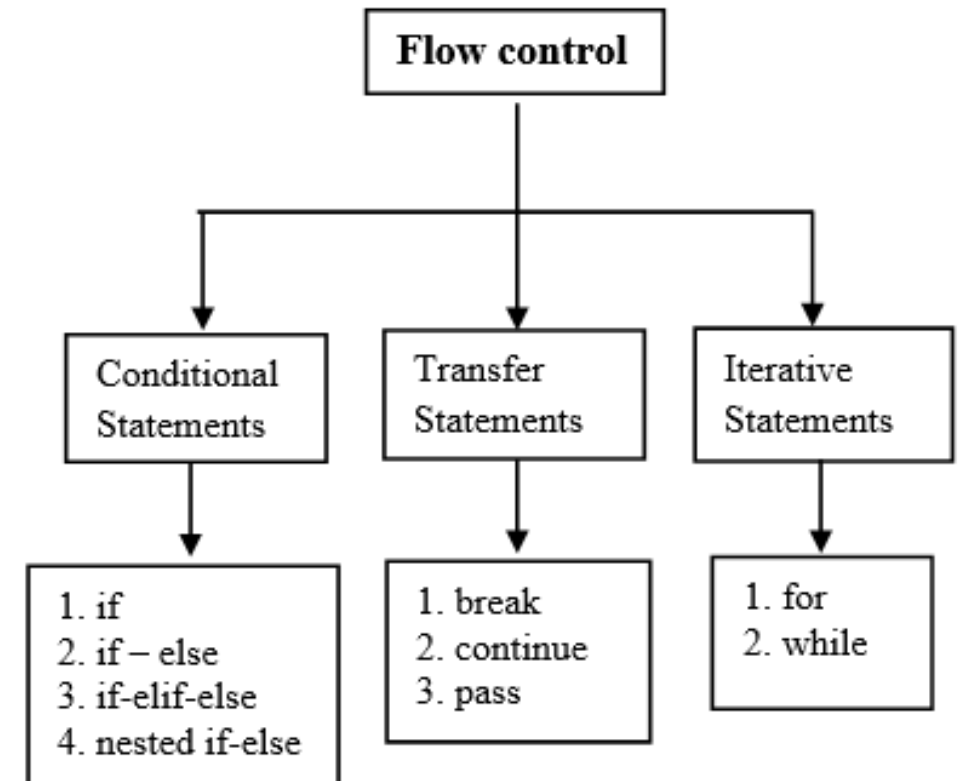 Flow control
Conditional
Statements
Transfer
Statements
Iterative
Statements
1. if
2. if – else
3. if-elif-else
4. nested if-else
1. break
2. continue
3. pass
1. for
2. while